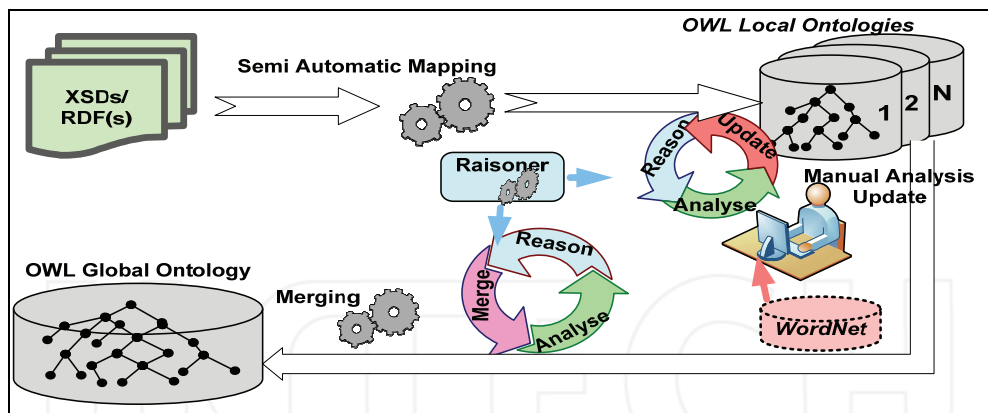 OWL Local Ontologies
Semi Automatic Mapping
XSDs/
RDF(s)
1
2
N
Reason
Update
Analyse
Raisoner
Manual Analysis
Update
Reason
Merge
Analyse
OWL Global Ontology
Merging
WordNet
INTECH